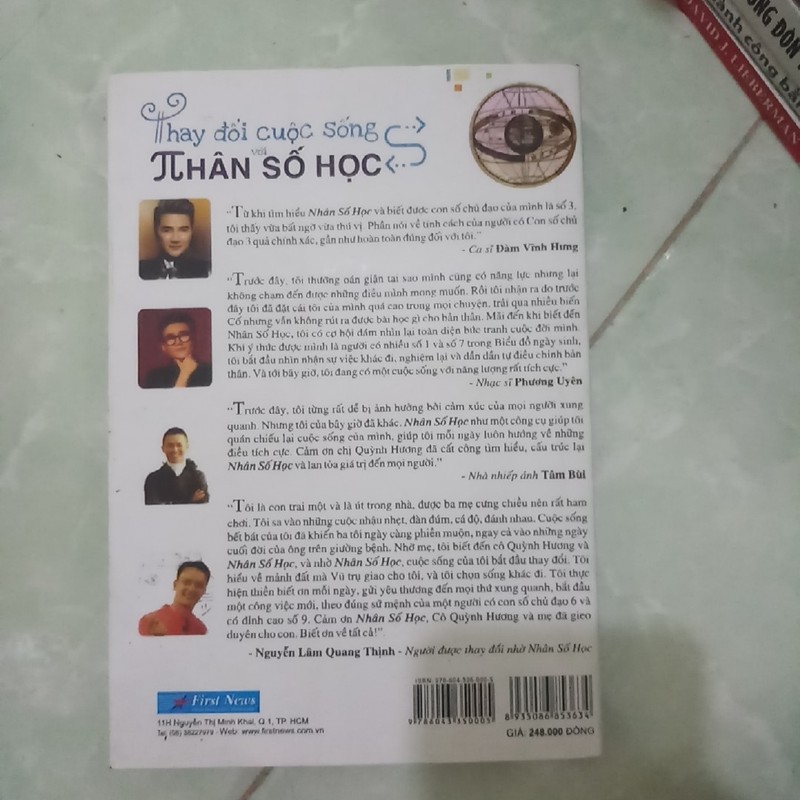 ÔNG ĐÒN
ành công bấ
DAVID J. LIEBERMAN
Thay đổi cuộc sống
với
NHÂN SỐ HỌC
"Từ khi tìm hiểu Nhân Số Học và biết được con số chủ đạo của mình là số 3,
tôi thấy vừa bất ngờ vừa thú vị. Phần nói về tính cách của người có Con số chủ
đạo 3 quá chính xác, gần như hoàn toàn đúng đối với tôi."
- Ca sĩ Đàm Vĩnh Hưng
"Trước đây, tôi thường oán giận tại sao mình cũng có năng lực nhưng lại
không chạm đến được những điều mình mong muốn. Rồi tôi nhận ra do trước
đây tôi đã đặt cái tôi của mình quá cao trong mọi chuyện, trải qua nhiều biến
cố nhưng vẫn không rút ra được bài học gì cho bản thân. Mãi đến khi biết đến
Nhân Số Học, tôi có cơ hội đắm nhìn lại toàn diện bức tranh cuộc đời mình.
Khi ý thức được mình là người có nhiều số 1 và số 7 trong Biểu đồ ngày sinh,
tôi bắt đầu nhìn nhận sự việc khác đi, nghiệm lại và dần dần tự điều chỉnh bản
thân. Và tới bây giờ, tôi đang có một cuộc sống với năng lượng rất tích cực."
- Nhạc sĩ Phương Uyên
"Trước đây, tôi từng rất dễ bị ảnh hưởng bởi cảm xúc của mọi người xung
quanh. Nhưng tôi của bây giờ đã khác. Nhân Số Học như một công cụ giúp tôi
quán chiếu lại cuộc sống của mình, giúp tôi mỗi ngày luôn hướng về những
điều tích cực. Cảm ơn chị Quỳnh Hương đã cất công tìm hiểu, cấu trúc lại
Nhân Số Học và lan tỏa giá trị đến mọi người."
- Nhà nhiếp ảnh Tâm Bùi
"Tôi là con trai một và là út trong nhà, được ba mẹ cưng chiều nên rất ham
chơi. Tôi sa vào những cuộc nhậu nhẹt, đàn đúm, cá độ, đánh nhau. Cuộc sống
bết bát của tôi đã khiến ba tôi ngày càng phiền muộn, ngay cả vào những ngày
cuối đời của ông trên giường bệnh. Nhờ mẹ, tôi biết đến cô Quỳnh Hương và
Nhân Số Học, và nhờ Nhân Số Học, cuộc sống của tôi bắt đầu thay đổi. Tôi
hiểu về mảnh đất mà Vũ trụ giao cho tôi, và tôi chọn sống khác đi. Tôi thực
hiện thiền biết ơn mỗi ngày, gửi yêu thương đến mọi thứ xung quanh, bắt đầu
một công việc mới, theo đúng sứ mệnh của một người có con số chủ đạo 6 và
có đỉnh cao số 9. Cảm ơn Nhân Số Học, Cô Quỳnh Hương và mẹ đã gieo
duyên cho con. Biết ơn về tất cả!"
- Nguyễn Lâm Quang Thịnh - Người được thay đổi nhờ Nhân Số Học
First News
11H Nguyễn Thị Minh Khai, Q.1, TP. HCM
Tel: (08) 38227979 - Web: www.firstnews.com.vn
9 786043 350005
8 935086 853634
GIÁ: 248.000 ĐỒNG